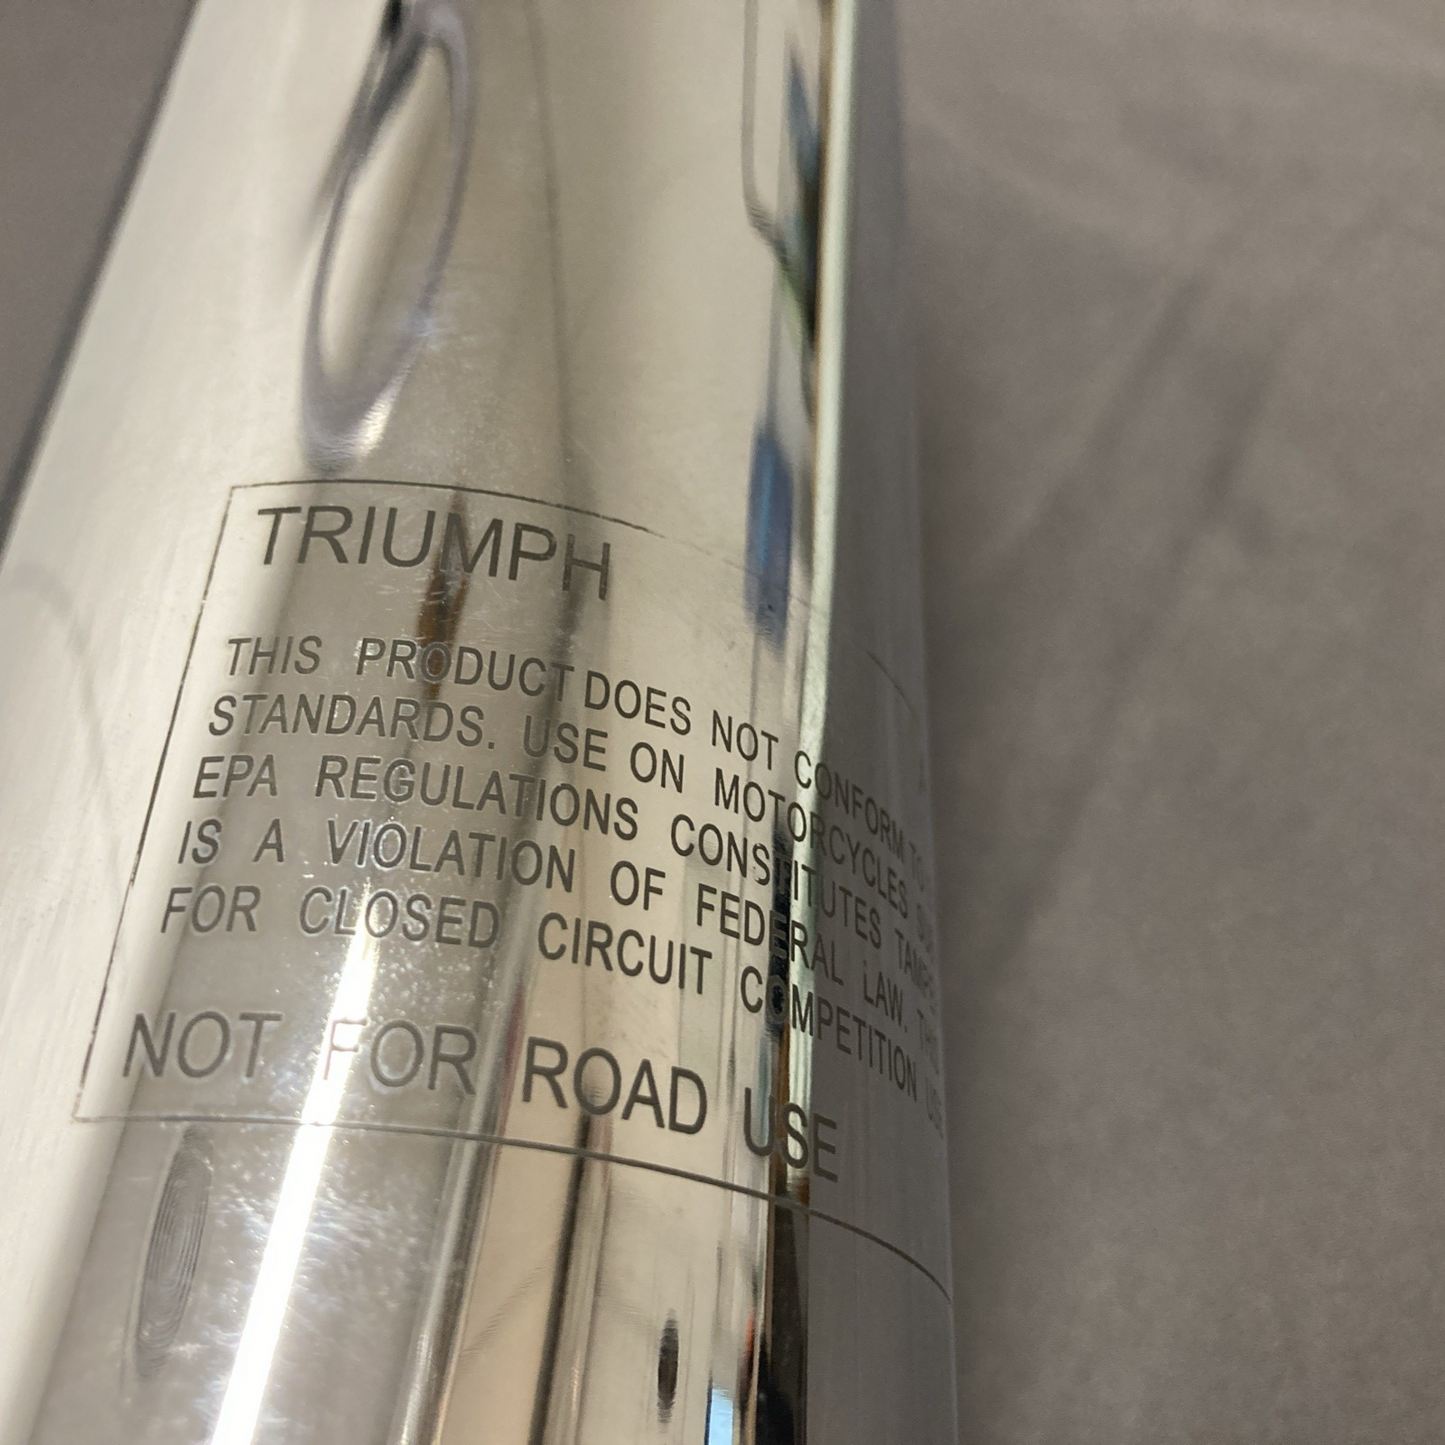 TRIUMPH
THIS PRODUCT DOES NOT CONFORM TO
STANDARDS. USE ON MOTORCYCLES
EPA REGULATIONS CONSTITUTES
IS A VIOLATION OF FEDERAL LAW.
FOR CLOSED CIRCUIT COMPETITION USE
NOT FOR ROAD USE